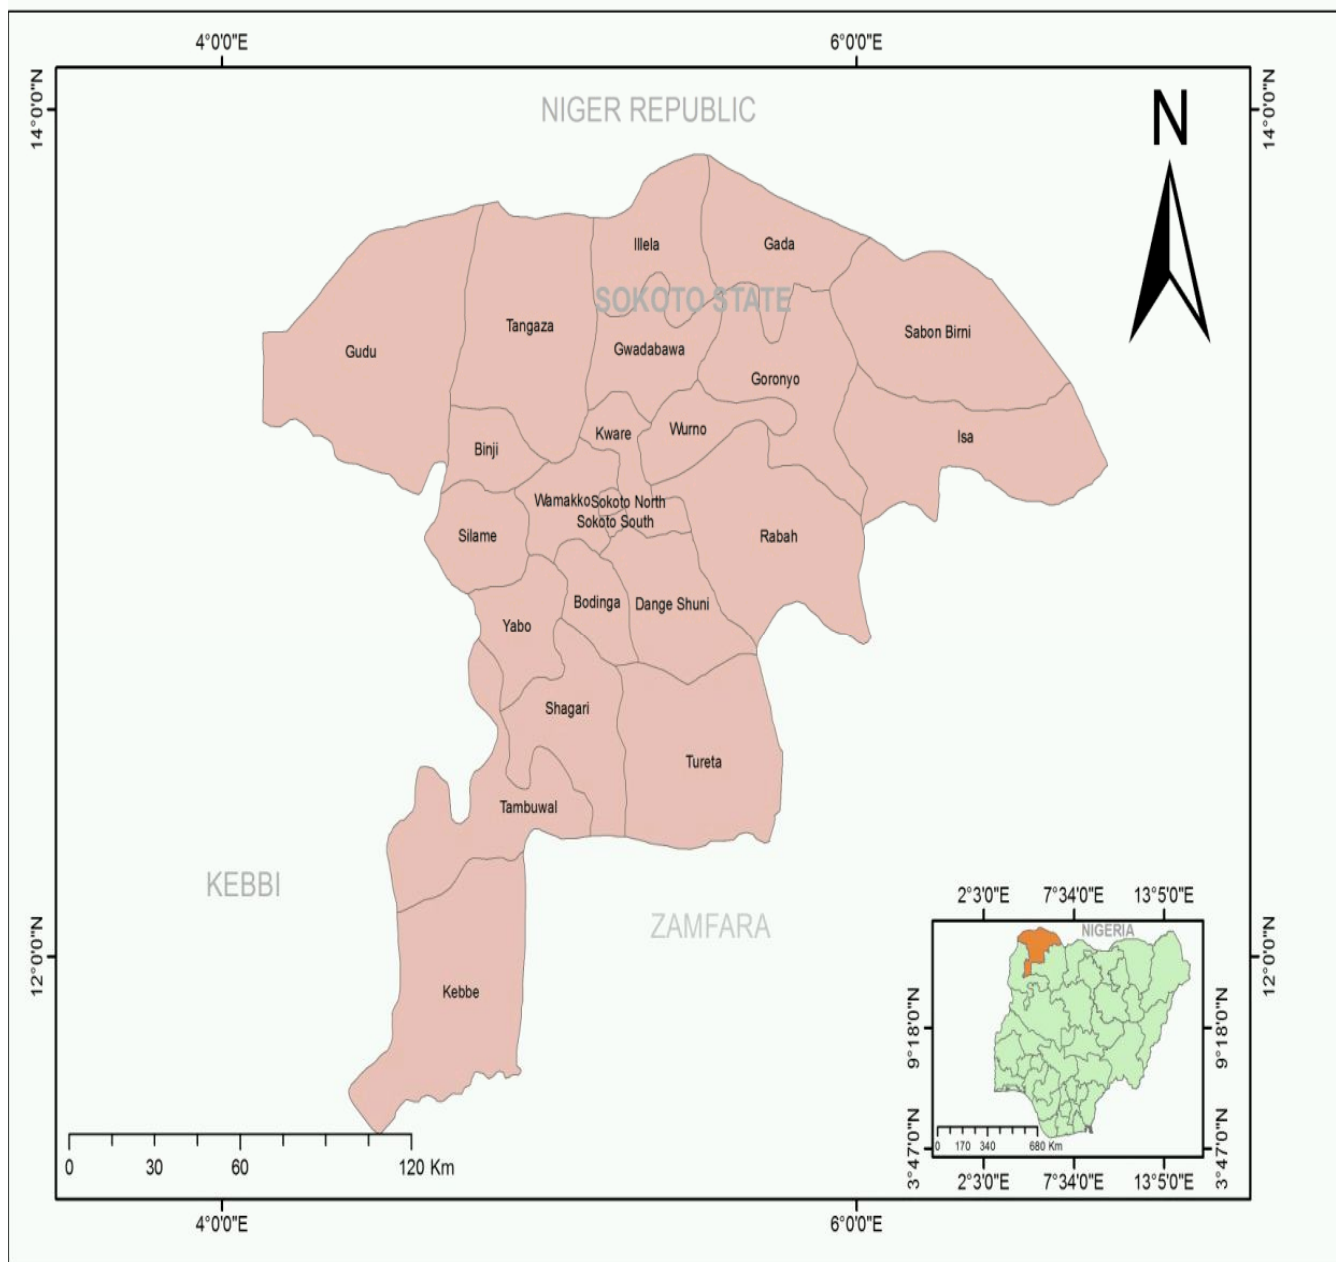 4°0'0"E
6°0'0"E
14°0'0"N
14°0'0"N
NIGER REPUBLIC
N
Illela
Gada
SOKOTO STATE
Tangaza
Sabon Birni
Gudu
Gwadabawa
Goronyo
Kware
Wurno
Isa
Binji
Wamakko
Sokoto North
Sokoto South
Silame
Rabah
Bodinga
Dange Shuni
Yabo
Shagari
Tureta
Tambuwal
KEBBI
ZAMFARA
12°0'0"N
12°0'0"N
Kebbe
0 30 60 120 Km
4°0'0"E
6°0'0"E
2°3'0"E 7°34'0"E 13°5'0"E
NIGERIA
9°18'0"N
9°18'0"N
3°47'0"N
3°47'0"N
0 170 340 680 Km
2°3'0"E 7°34'0"E 13°5'0"E